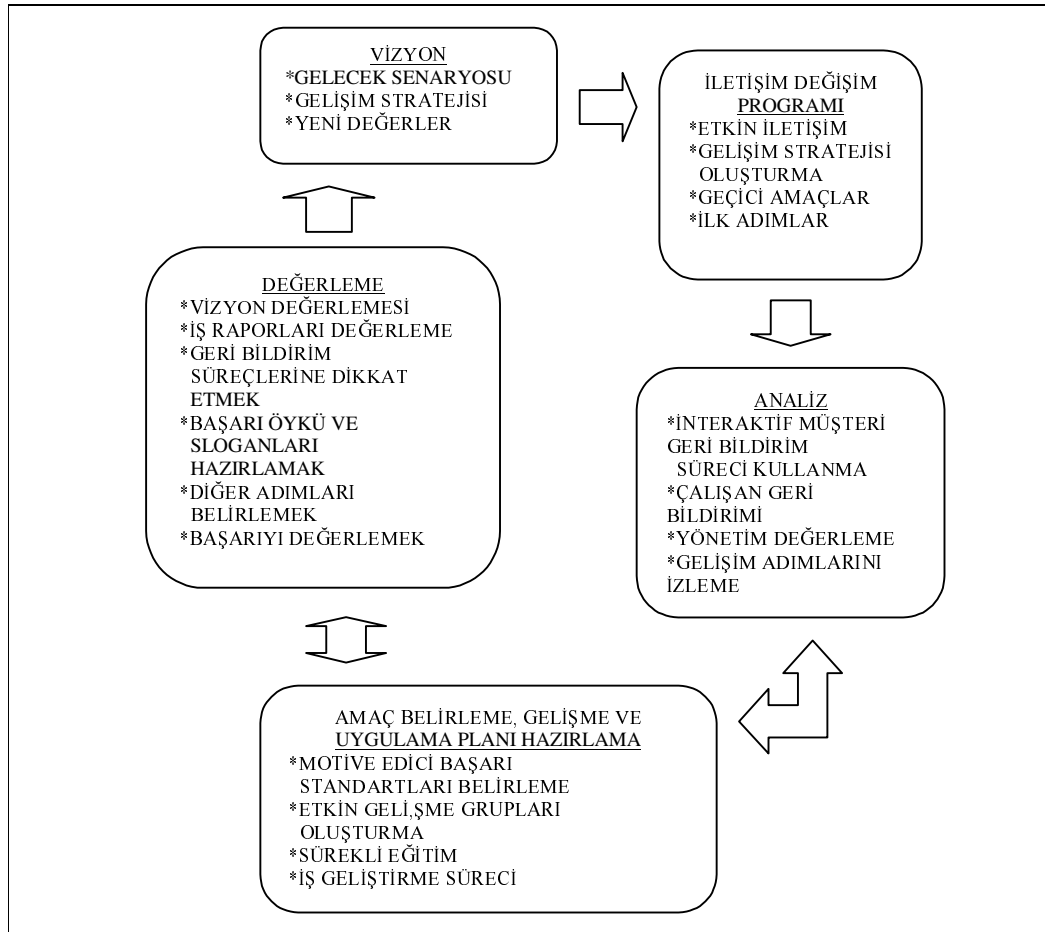 VİZYON
*GELECEK SENARYOSU
*GELİŞİM STRATEJİSİ
*YENİ DEĞERLER
İLETİŞİM DEĞİŞİM
PROGRAMI
*ETKİN İLETİŞİM
*GELİŞİM STRATEJİSİ
OLUŞTURMA
*GEÇİCİ AMAÇLAR
*İLK ADIMLAR
ANALİZ
*İNTERAKTİF MÜŞTERİ
GERİ BİLDİRİM
SÜRECİ KULLANMA
*ÇALIŞAN GERİ
BİLDİRİMİ
*YÖNETİM DEĞERLEME
*GELİŞİM ADIMLARINI
İZLEME
AMAÇ BELİRLEME, GELİŞME VE
UYGULAMA PLANI HAZIRLAMA
*MOTİVE EDİCİ BAŞARI
STANDARTLARI BELİRLEME
*ETKİN GELİ,ŞME GRUPLARI
OLUŞTURMA
*SÜREKLİ EĞİTİM
*İŞ GELİŞTİRME SÜRECİ
DEĞERLEME
*VİZYON DEĞERLEMESİ
*İŞ RAPORLARI DEĞERLEME
*GERİ BİLDİRİM
SÜREÇLERİNE DİKKAT
ETMEK
*BAŞARI ÖYKÜ VE
SLOGANLARI
HAZIRLAMAK
*DİĞER ADIMLARI
BELİRLEMEK
*BAŞARIYI DEĞERLEMEK